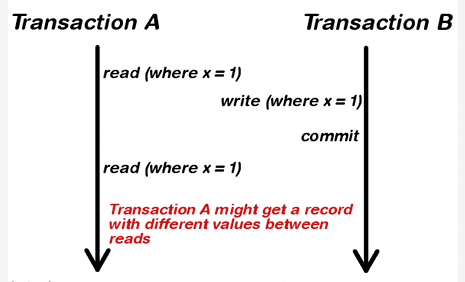 Transaction A
Transaction B
read (where x = 1)
write (where x = 1)
commit
read (where x = 1)
Transaction A might get a record
with different values between
reads